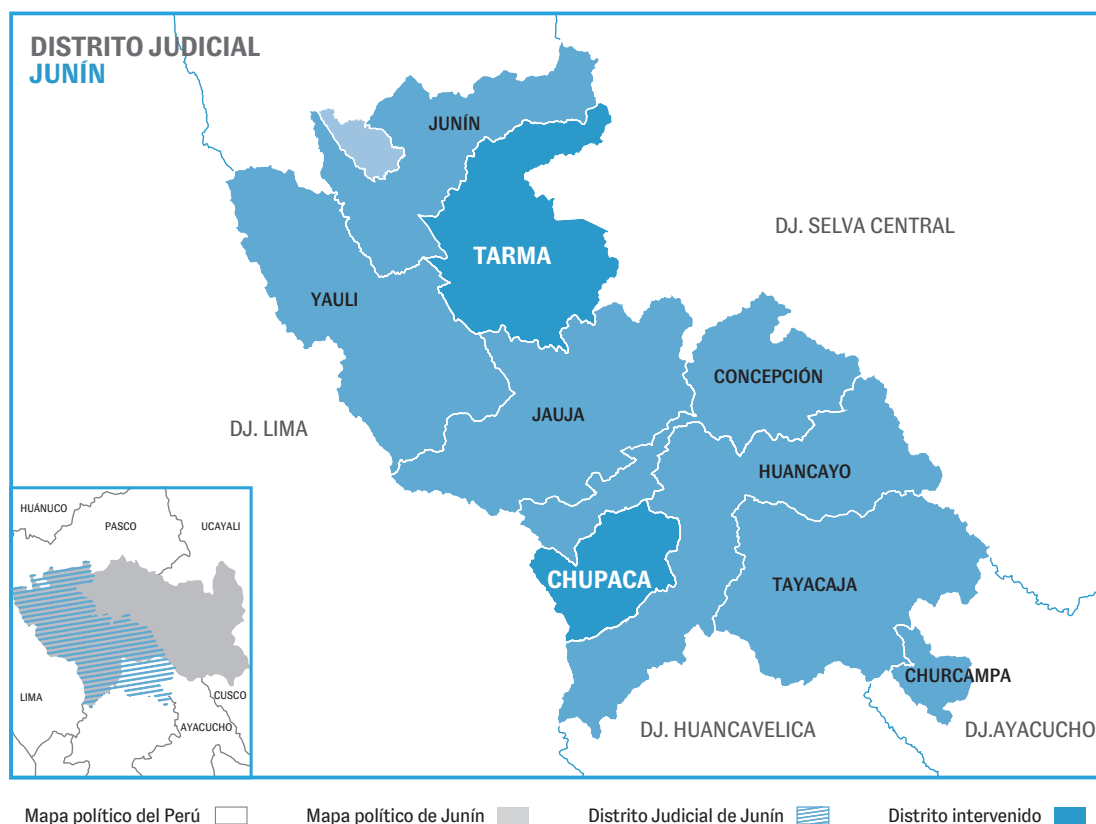 DISTRITO JUDICIAL
JUNÍN
JUNÍN
DJ. SELVA CENTRAL
TARMA
YAULI
CONCEPCIÓN
JAUJA
DJ. LIMA
HUANCAYO
HUÁNUCO
PASCO
UCAYALI
CHUPACA
TAYACAJA
CHURCAMPA
LIMA
CUSCO
AYACUCHO
DJ. HUANCAVELICA
DJ.AYACUCHO
Mapa político del Perú
Mapa político de Junín
Distrito Judicial de Junín
Distrito intervenido